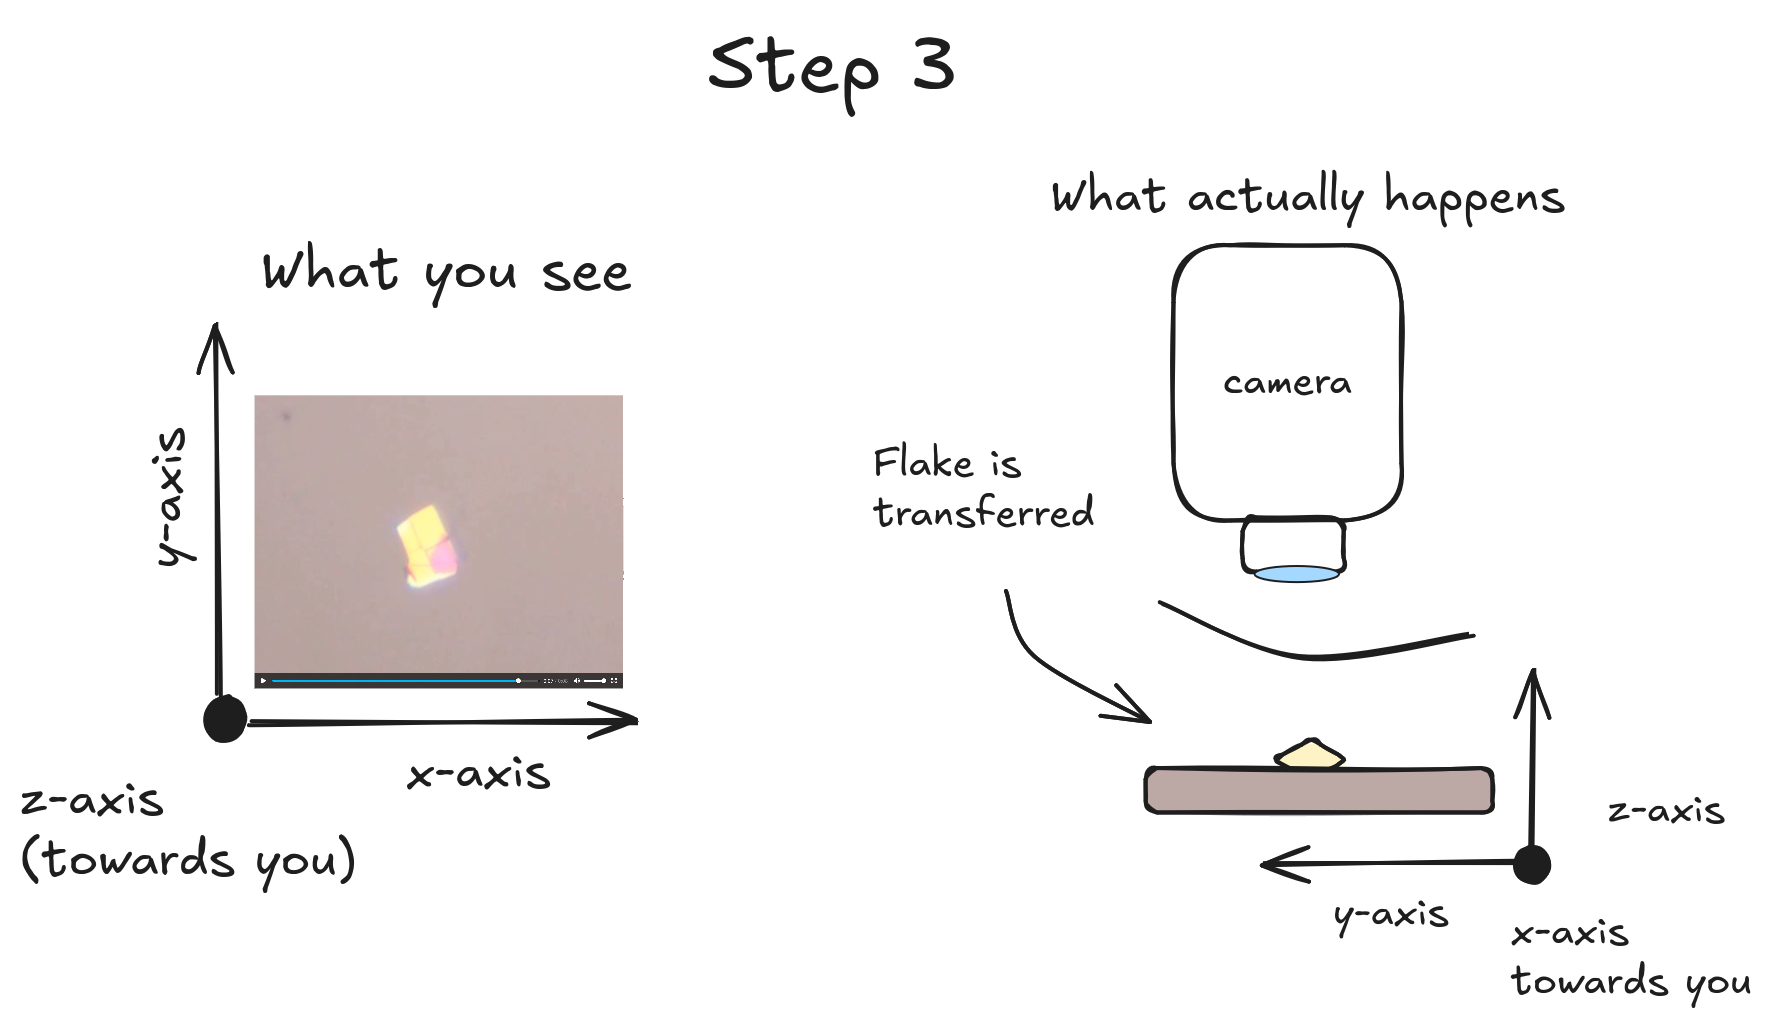 Step 3
What you see
y-axis
x-axis
z-axis
(towards you)
What actually happens
camera
Flake is
transferred
z-axis
y-axis
x-axis
towards you